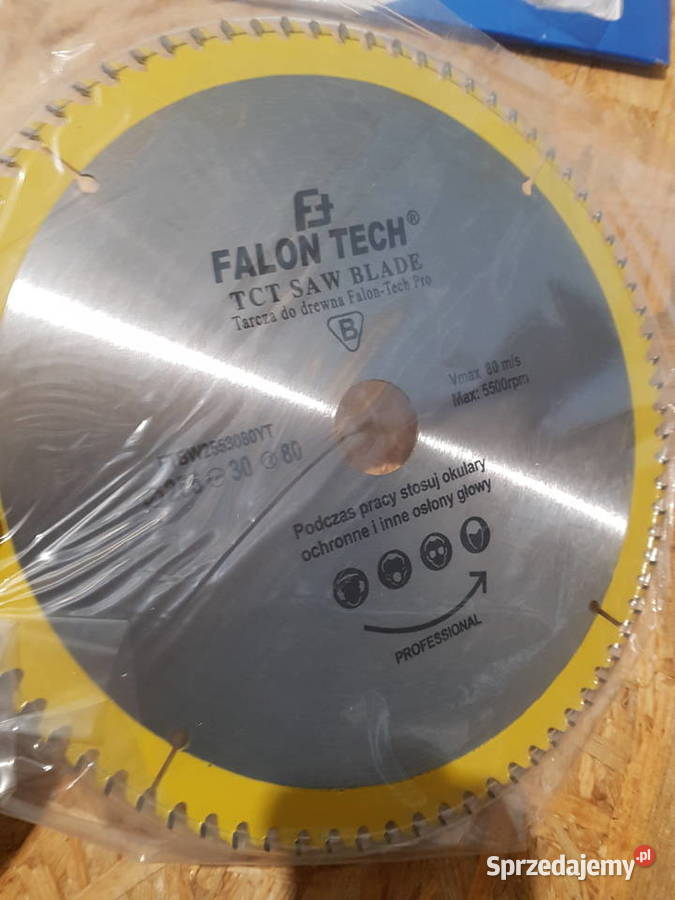 FALON TECH®
TCT SAW BLADE
Tarcza do drewna Falon-Tech Pro
B
Vmax 80 m/s
Max: 5500rpm
30 80
Podczas pracy stosuj okulary
ochronne i inne osłony głowy
PROFESSIONAL
Sprzedajemy.pl